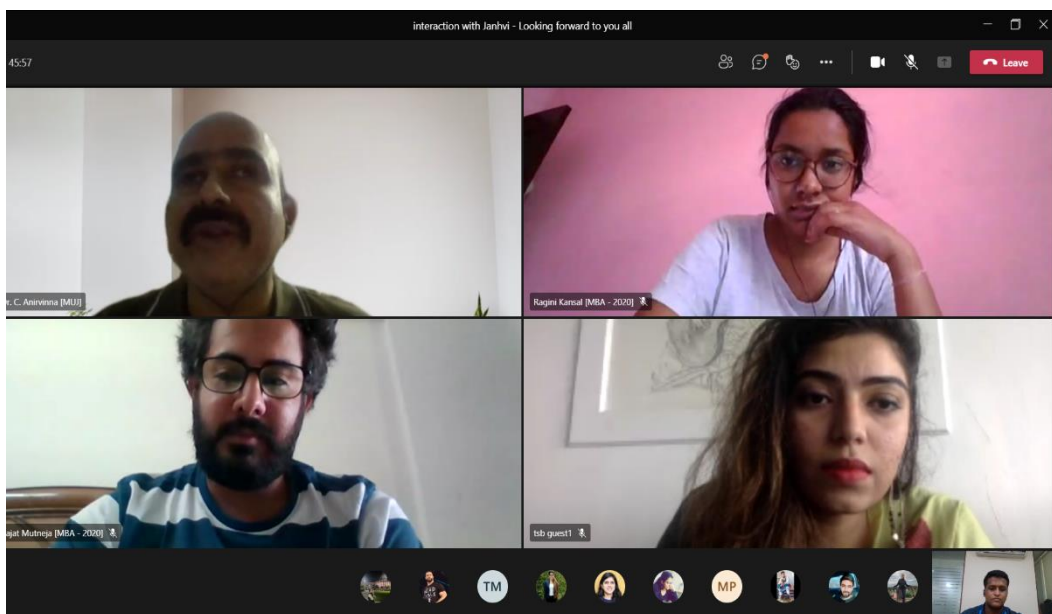 interaction with Janhvi - Looking forward to you all
45:57
Leave
r. C. Anirvinna [MUJ]
Ragini Kansal [MBA - 2020]
ajat Mutneja [MBA - 2020]
tsb guest1
TM
MP